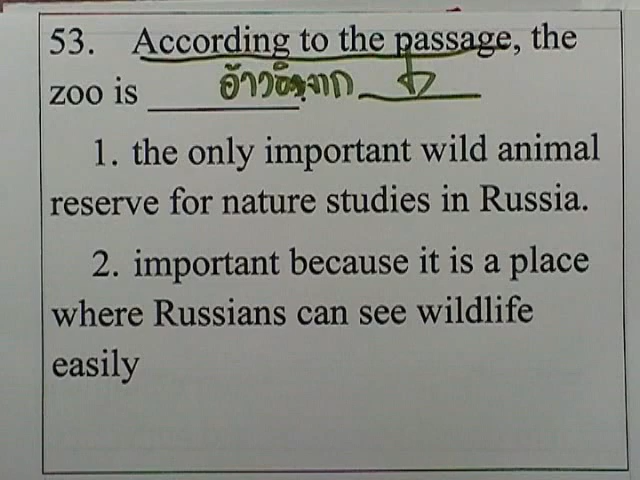 53. According to the passage, the
อ้างอิงจาก
zoo is
1. the only important wild animal
reserve for nature studies in Russia.
2. important because it is a place
where Russians can see wildlife
easily